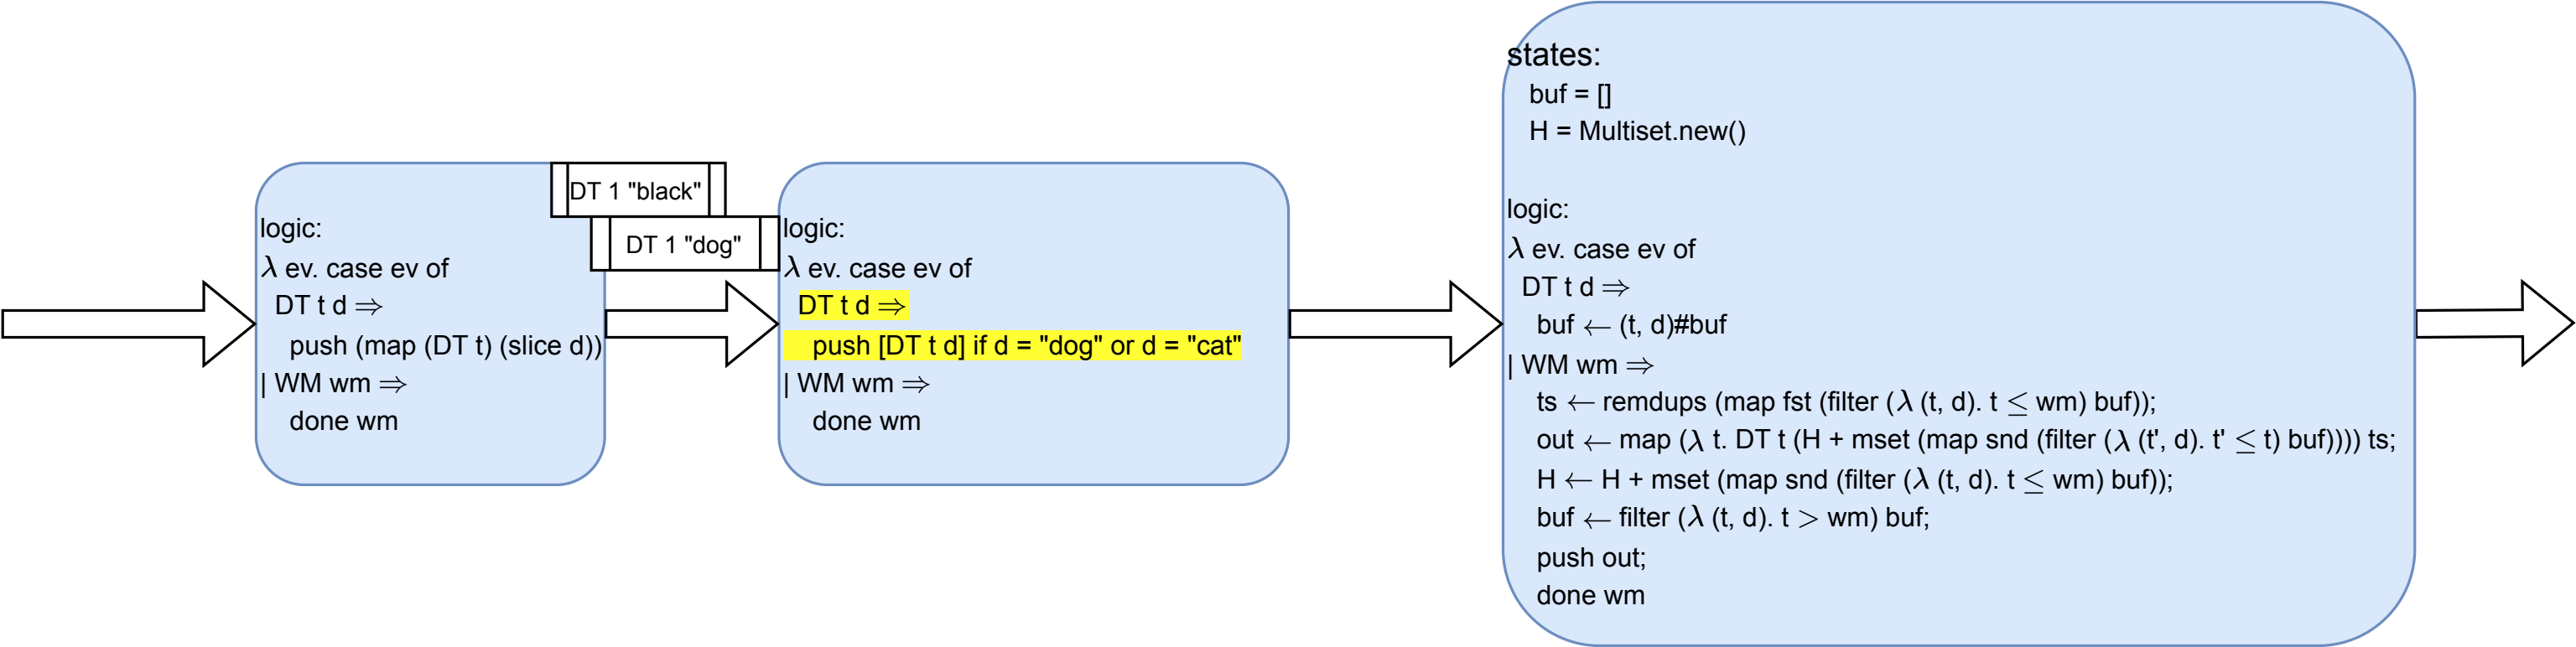 logic:
λ ev. case ev of
DT t d ⇒
push (map (DT t) (slice d))
| WM wm ⇒
done wm
DT 1 "black"
DT 1 "dog"
logic:
λ ev. case ev of
DT t d ⇒
push [DT t d] if d = "dog" or d = "cat"
| WM wm ⇒
done wm
states:
buf = []
H = Multiset.new()
logic:
λ ev. case ev of
DT t d ⇒
buf ← (t, d)#buf
| WM wm ⇒
ts ← remdups (map fst (filter (λ (t, d). t ≤ wm) buf));
out ← map (λ t. DT t (H + mset (map snd (filter (λ (t', d). t' ≤ t) buf)))) ts;
H ← H + mset (map snd (filter (λ (t, d). t ≤ wm) buf));
buf ← filter (λ (t, d). t > wm) buf;
push out;
done wm